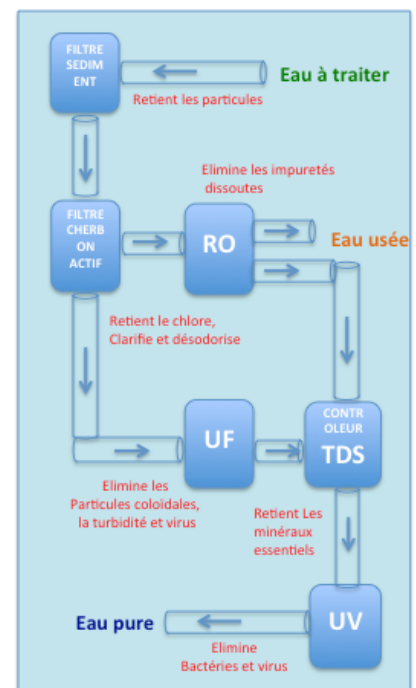 FILTRE
SEDIM
ENT
Eau à traiter
Retient les particules
Elimine les impuretés
dissoutes
FILTRE
CHERB
ON
ACTIF
RO
Eau usée
Retient le chlore,
Clarifie et désodorise
UF
CONTR
OLEUR
TDS
Elimine les
Particules coloïdales,
la turbidité et virus
Retient Les
minéraux
essentiels
Eau pure
UV
Elimine
Bactéries et virus